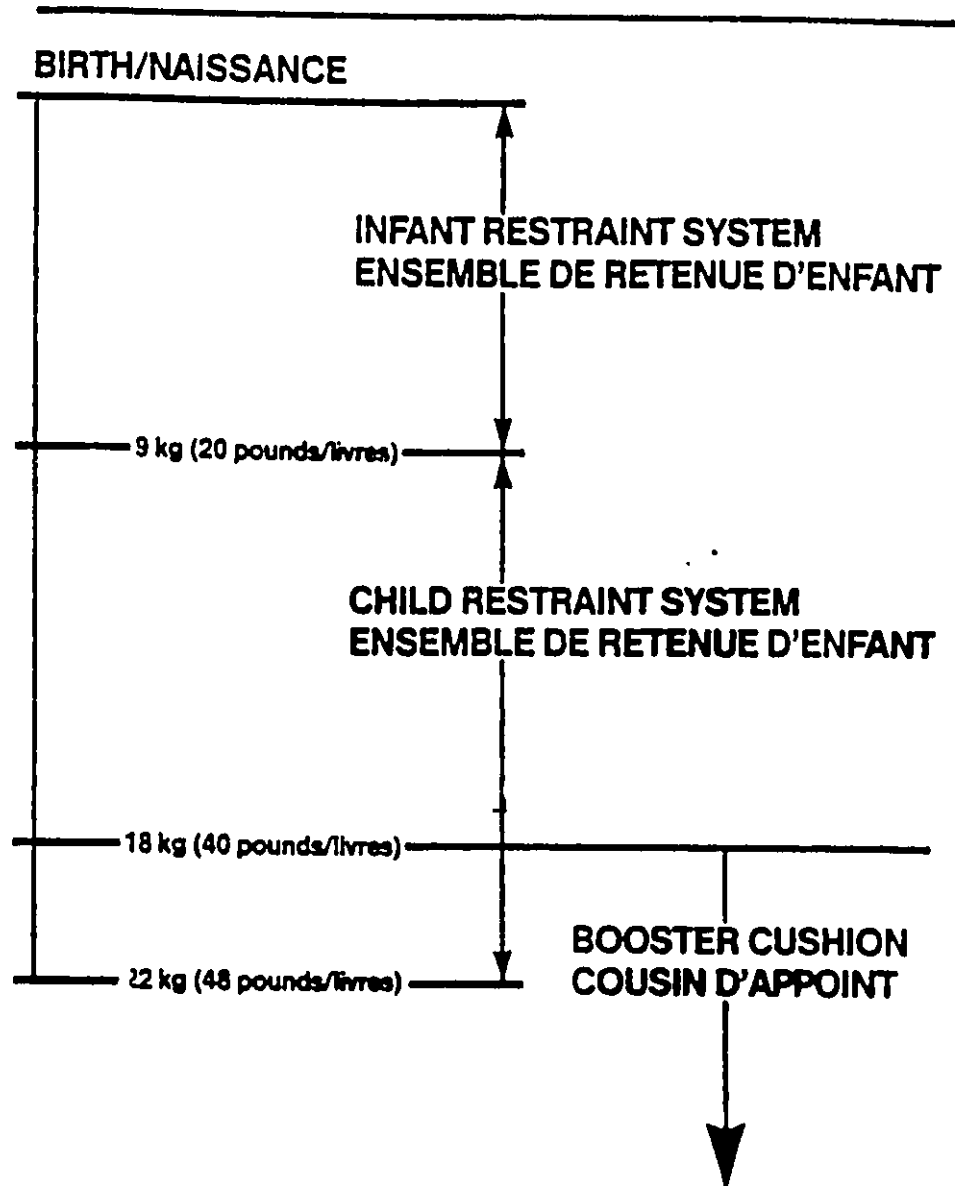 BIRTH/NAISSANCE
INFANT RESTRAINT SYSTEM
ENSEMBLE DE RETENUE D'ENFANT
9 kg (20 pounds/livres)
CHILD RESTRAINT SYSTEM
ENSEMBLE DE RETENUE D'ENFANT
18 kg (40 pounds/livres)
BOOSTER CUSHION
COUSIN D'APPOINT
22 kg (48 pounds/livres)